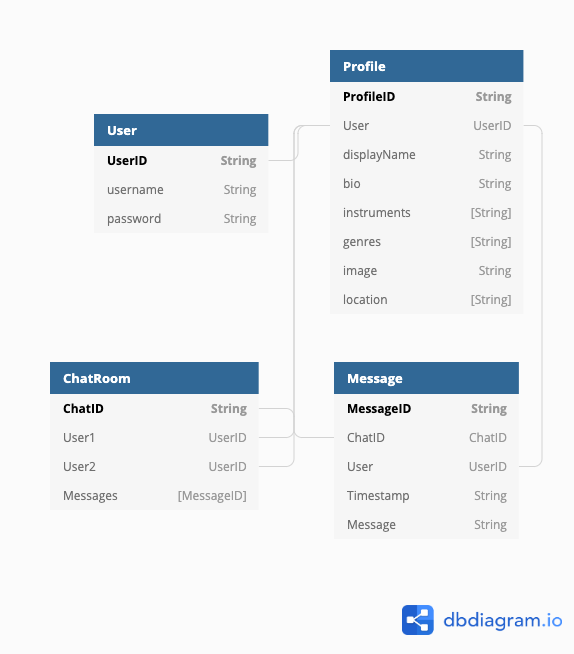 User
UserID String
username String
password String
Profile
ProfileID String
User UserID
displayName String
bio String
instruments [String]
genres [String]
image String
location [String]
ChatRoom
ChatID String
User1 UserID
User2 UserID
Messages [MessageID]
Message
MessageID String
ChatID ChatID
User UserID
Timestamp String
Message String
dbdiagram.io